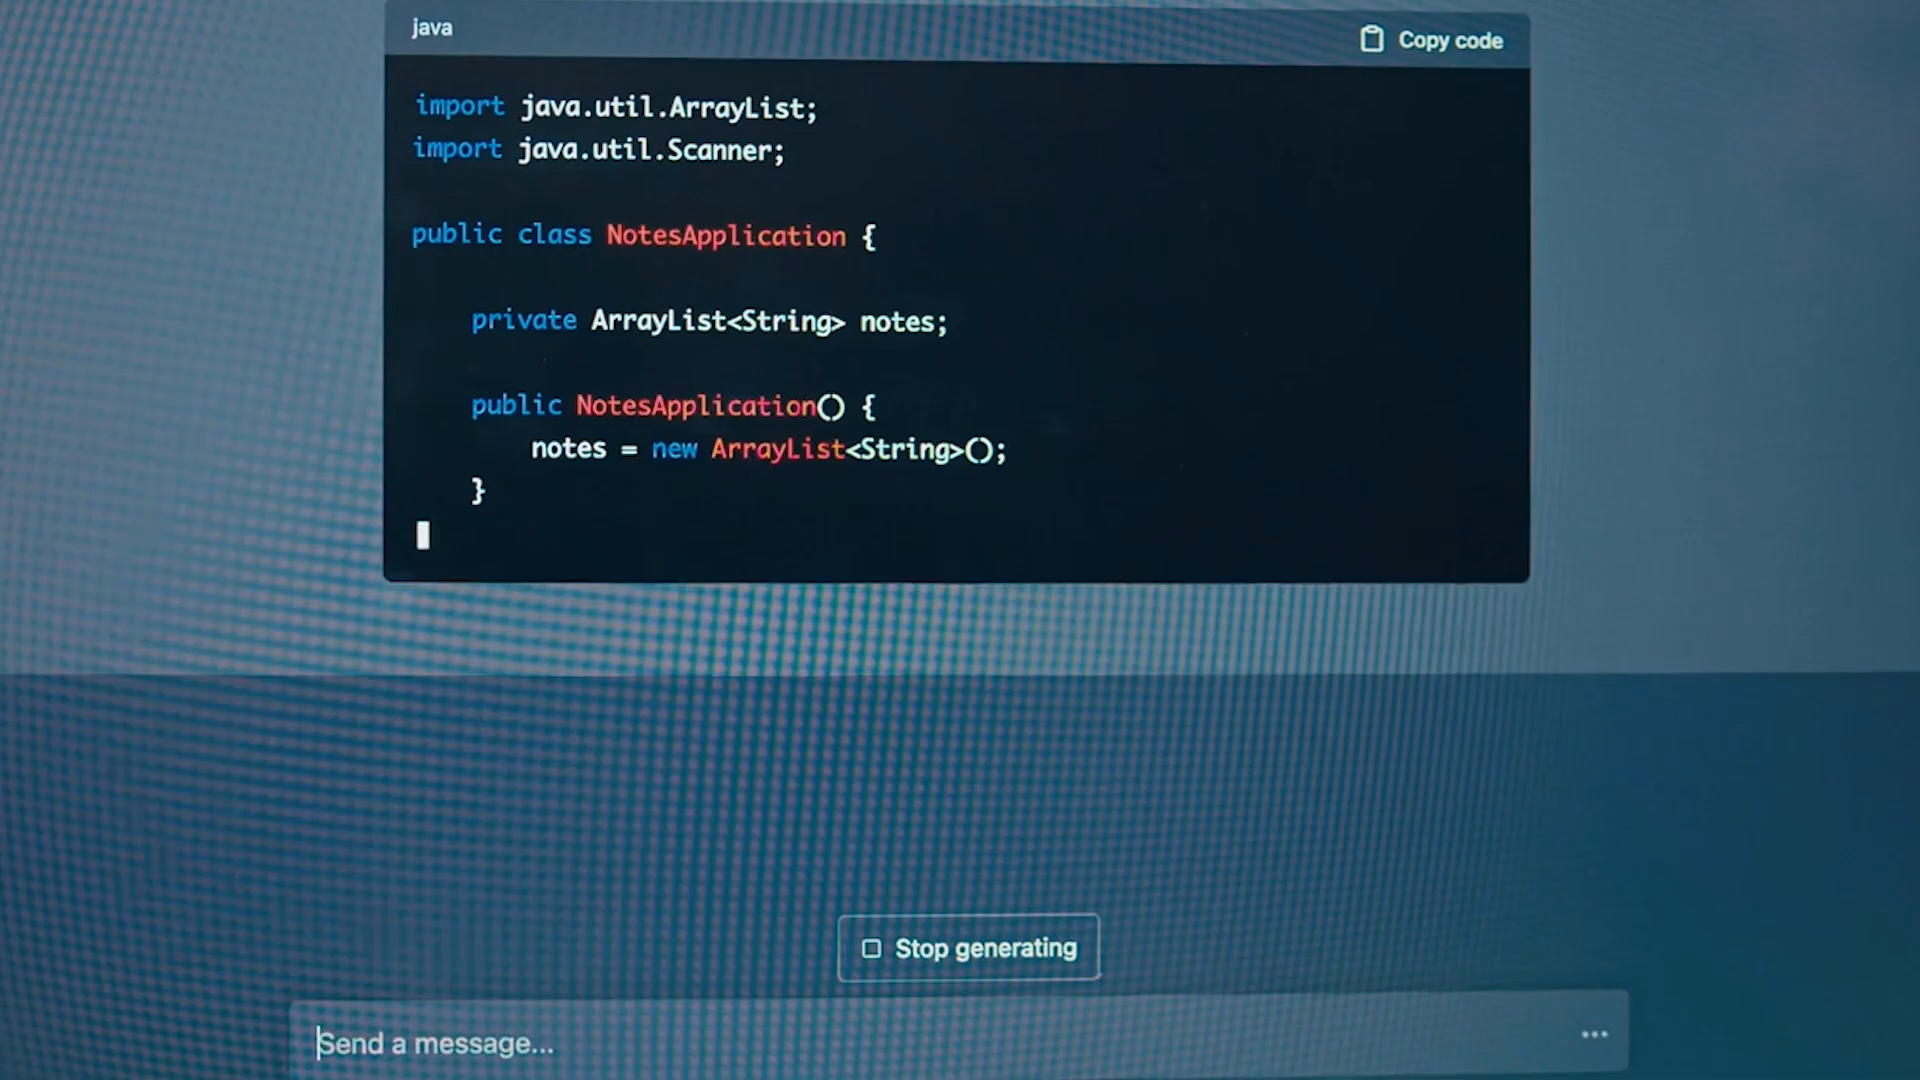 java
Copy code
import java.util.ArrayList;
import java.util.Scanner;
public class NotesApplication {
private ArrayList<String> notes;
public NotesApplication() {
notes = new ArrayList<String>();
}
Stop generating
Send a message...